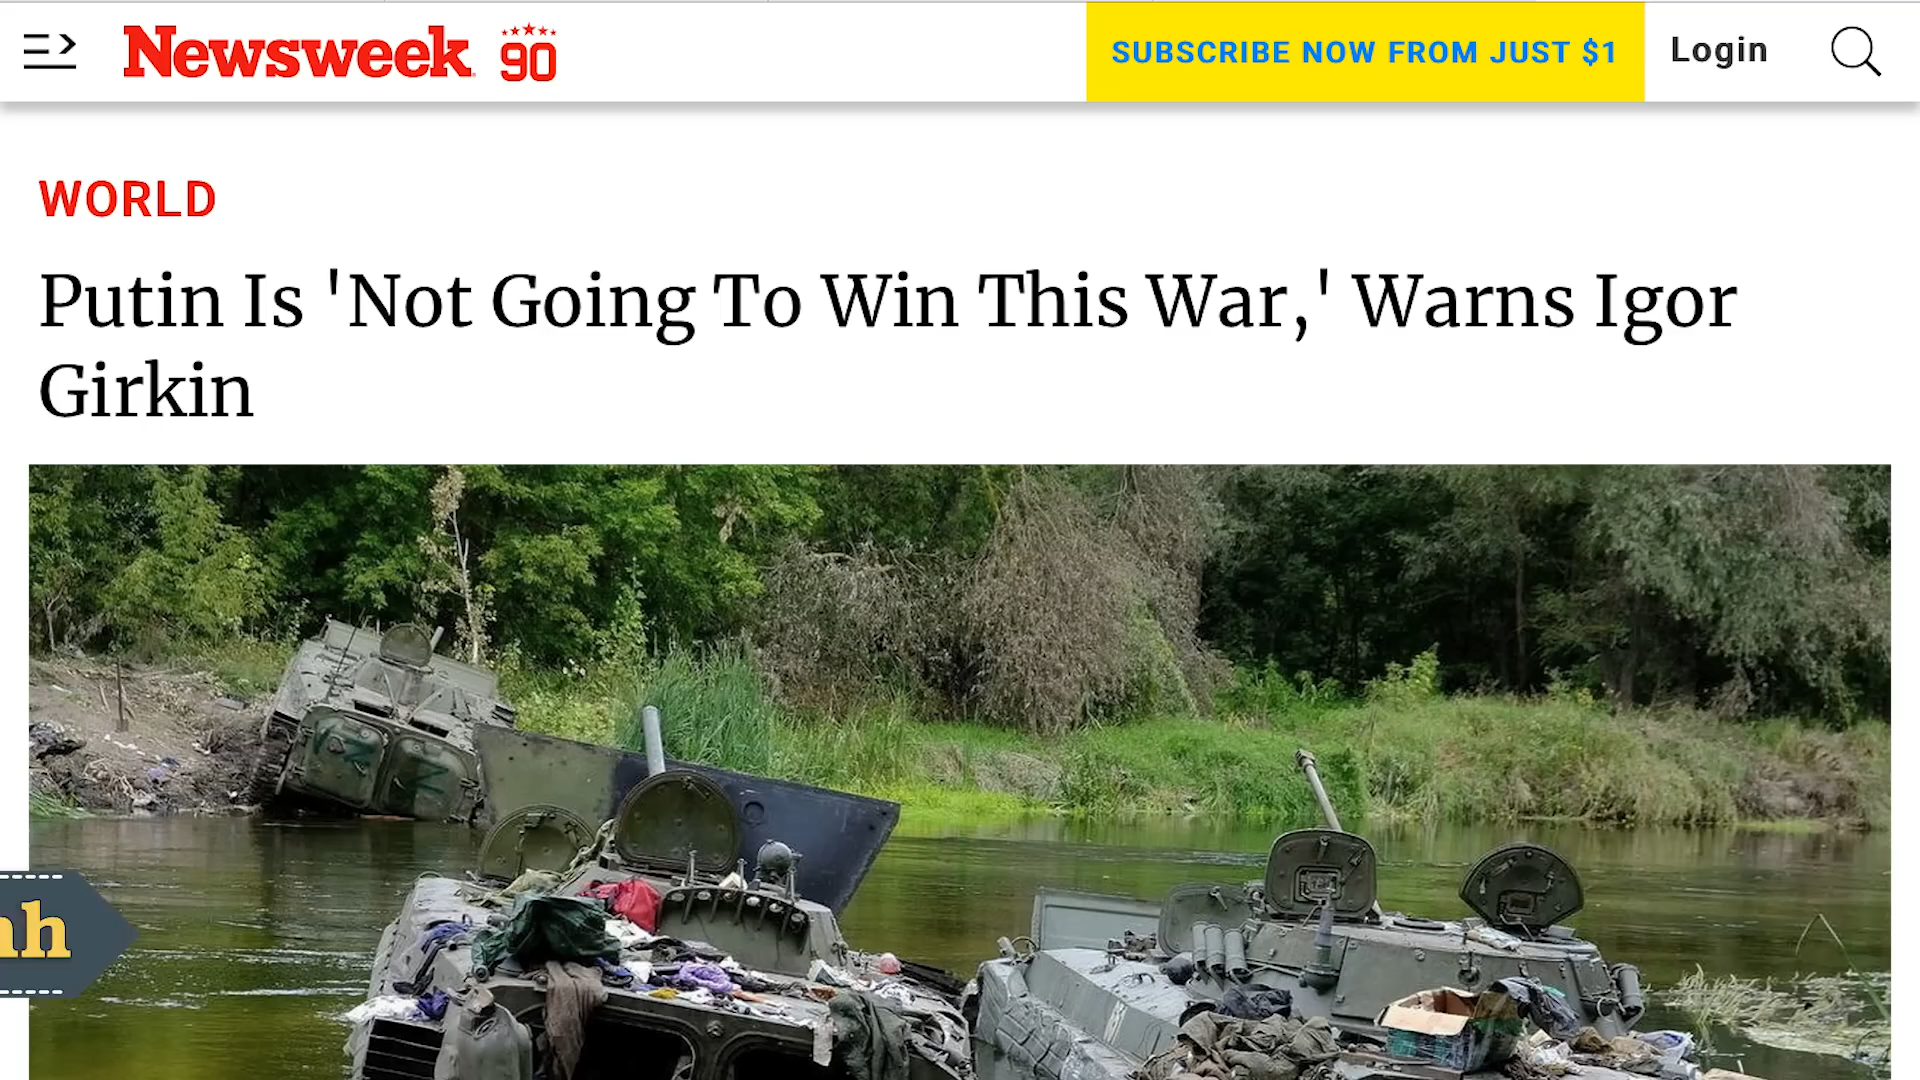 Newsweek 90
SUBSCRIBE NOW FROM JUST $1
Login
WORLD
Putin Is 'Not Going To Win This War,' Warns Igor
Girkin